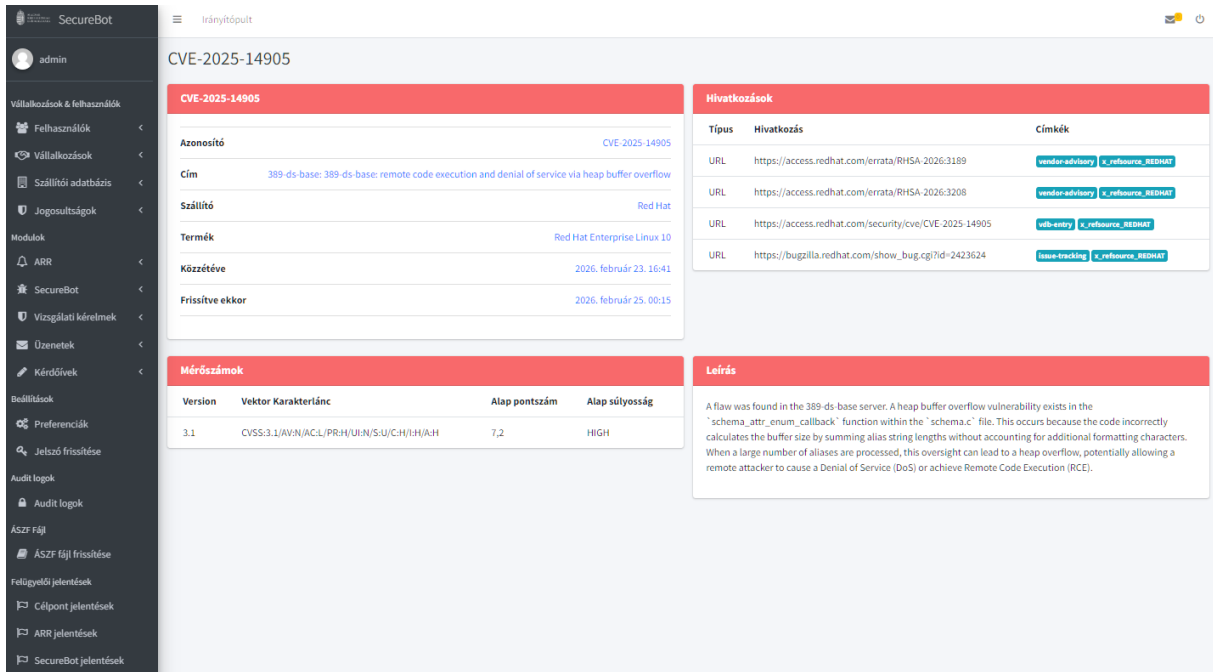 SecureBot
Irányítópult
admin
Vállalkozások & felhasználók
Felhasználók
Vállalkozások
Szállítói adatbázis
Jogosultságok
Modulok
ARR
SecureBot
Vizsgálati kérelmek
Üzenetek
Kérdőívek
Beállítások
Preferenciák
Jelszó frissítése
Audit logok
Audit logok
ÁSZF Fájl
ÁSZF fájl frissítése
Felügyelői jelentések
Célpont jelentések
ARR jelentések
SecureBot jelentések
CVE-2025-14905
CVE-2025-14905
Azonosító CVE-2025-14905
Cím 389-ds-base: 389-ds-base: remote code execution and denial of service via heap buffer overflow
Szállító Red Hat
Termék Red Hat Enterprise Linux 10
Közzétéve 2026. február 23. 16:41
Frissítve ekkor 2026. február 25. 00:15
Hivatkozások
Típus Hivatkozás Címkék
URL https://access.redhat.com/errata/RHSA-2026:3189 vendor-advisory x_refsource_REDHAT
URL https://access.redhat.com/errata/RHSA-2026:3208 vendor-advisory x_refsource_REDHAT
URL https://access.redhat.com/security/cve/CVE-2025-14905 vdb-entry x_refsource_REDHAT
URL https://bugzilla.redhat.com/show_bug.cgi?id=2423624 issue-tracking x_refsource_REDHAT
Mérőszámok
Version Vektor Karakterlánc Alap pontszám Alap súlyosság
3.1 CVSS:3.1/AV:N/AC:L/PR:H/UI:N/S:U/C:H/I:H/A:H 7,2 HIGH
Leírás
A flaw was found in the 389-ds-base server. A heap buffer overflow vulnerability exists in the
`schema_attr_enum_callback` function within the `schema.c` file. This occurs because the code incorrectly
calculates the buffer size by summing alias string lengths without accounting for additional formatting characters.
When a large number of aliases are processed, this oversight can lead to a heap overflow, potentially allowing a
remote attacker to cause a Denial of Service (DoS) or achieve Remote Code Execution (RCE).